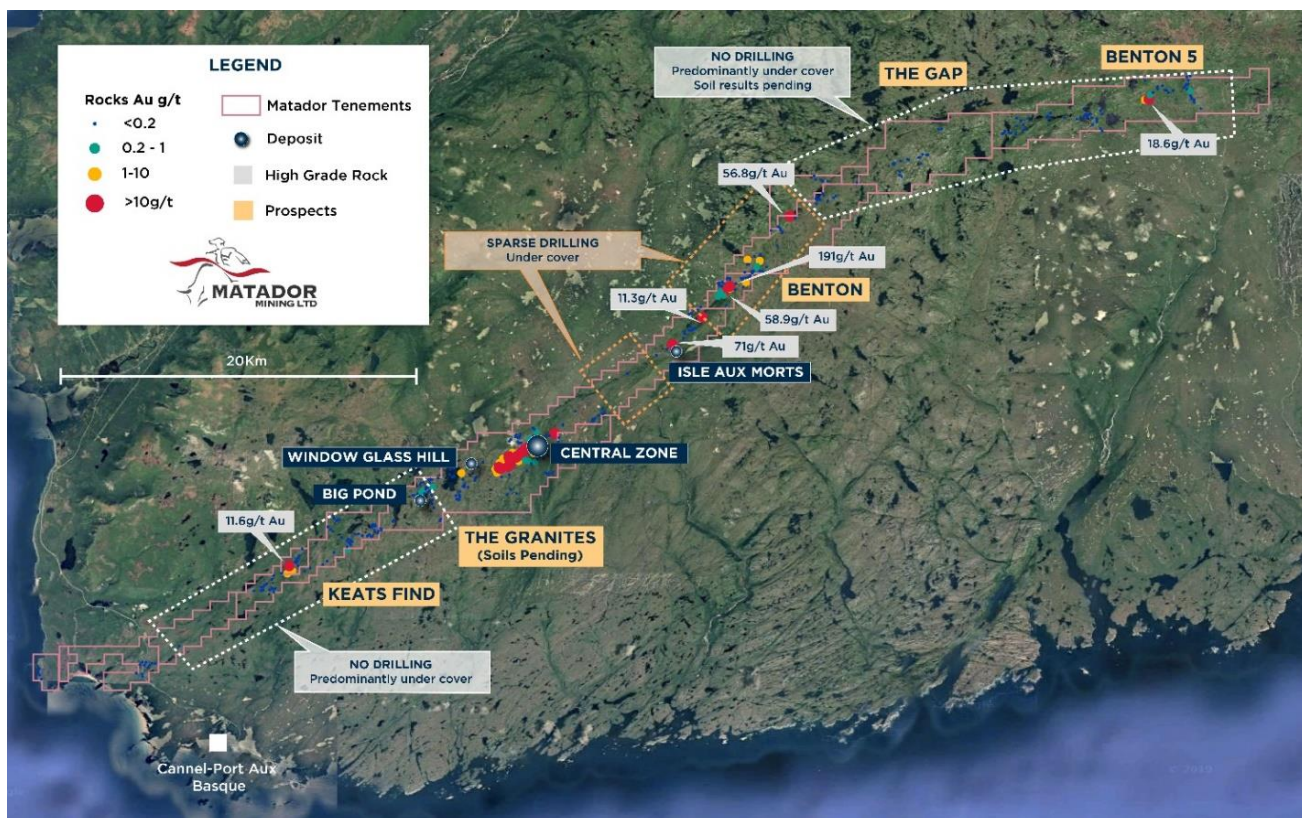 LEGEND
Rocks Au g/t
<0.2
0.2 - 1
1-10
>10g/t
Matador Tenements
Deposit
High Grade Rock
Prospects
MATADOR
MINING LTD
20Km
NO DRILLING
Predominantly under cover
Soil results pending
THE GAP
BENTON 5
18.6g/t Au
56.8g/t Au
SPARSE DRILLING
Under cover
191g/t Au
BENTON
11.3g/t Au
58.9g/t Au
71g/t Au
ISLE AUX MORTS
WINDOW GLASS HILL
CENTRAL ZONE
BIG POND
11.6g/t Au
THE GRANITES
(Soils Pending)
KEATS FIND
NO DRILLING
Predominantly under cover
Cannel-Port Aux
Basque
© 2019